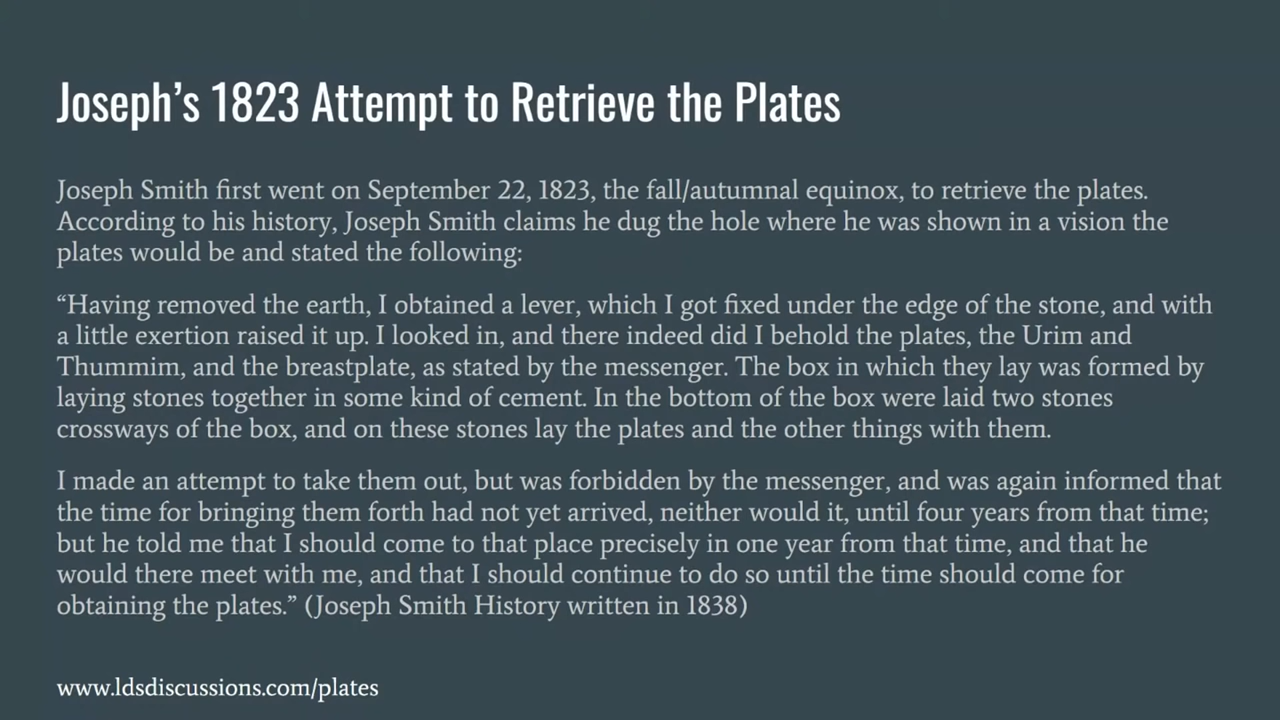 Joseph’s 1823 Attempt to Retrieve the Plates
Joseph Smith first went on September 22, 1823, the fall/autumnal equinox, to retrieve the plates.
According to his history, Joseph Smith claims he dug the hole where he was shown in a vision the
plates would be and stated the following:
“Having removed the earth, I obtained a lever, which I got fixed under the edge of the stone, and with
a little exertion raised it up. I looked in, and there indeed did I behold the plates, the Urim and
Thummim, and the breastplate, as stated by the messenger. The box in which they lay was formed by
laying stones together in some kind of cement. In the bottom of the box were laid two stones
crossways of the box, and on these stones lay the plates and the other things with them.
I made an attempt to take them out, but was forbidden by the messenger, and was again informed that
the time for bringing them forth had not yet arrived, neither would it, until four years from that time;
but he told me that I should come to that place precisely in one year from that time, and that he
would there meet with me, and that I should continue to do so until the time should come for
obtaining the plates.” (Joseph Smith History written in 1838)
www.ldsdiscussions.com/plates